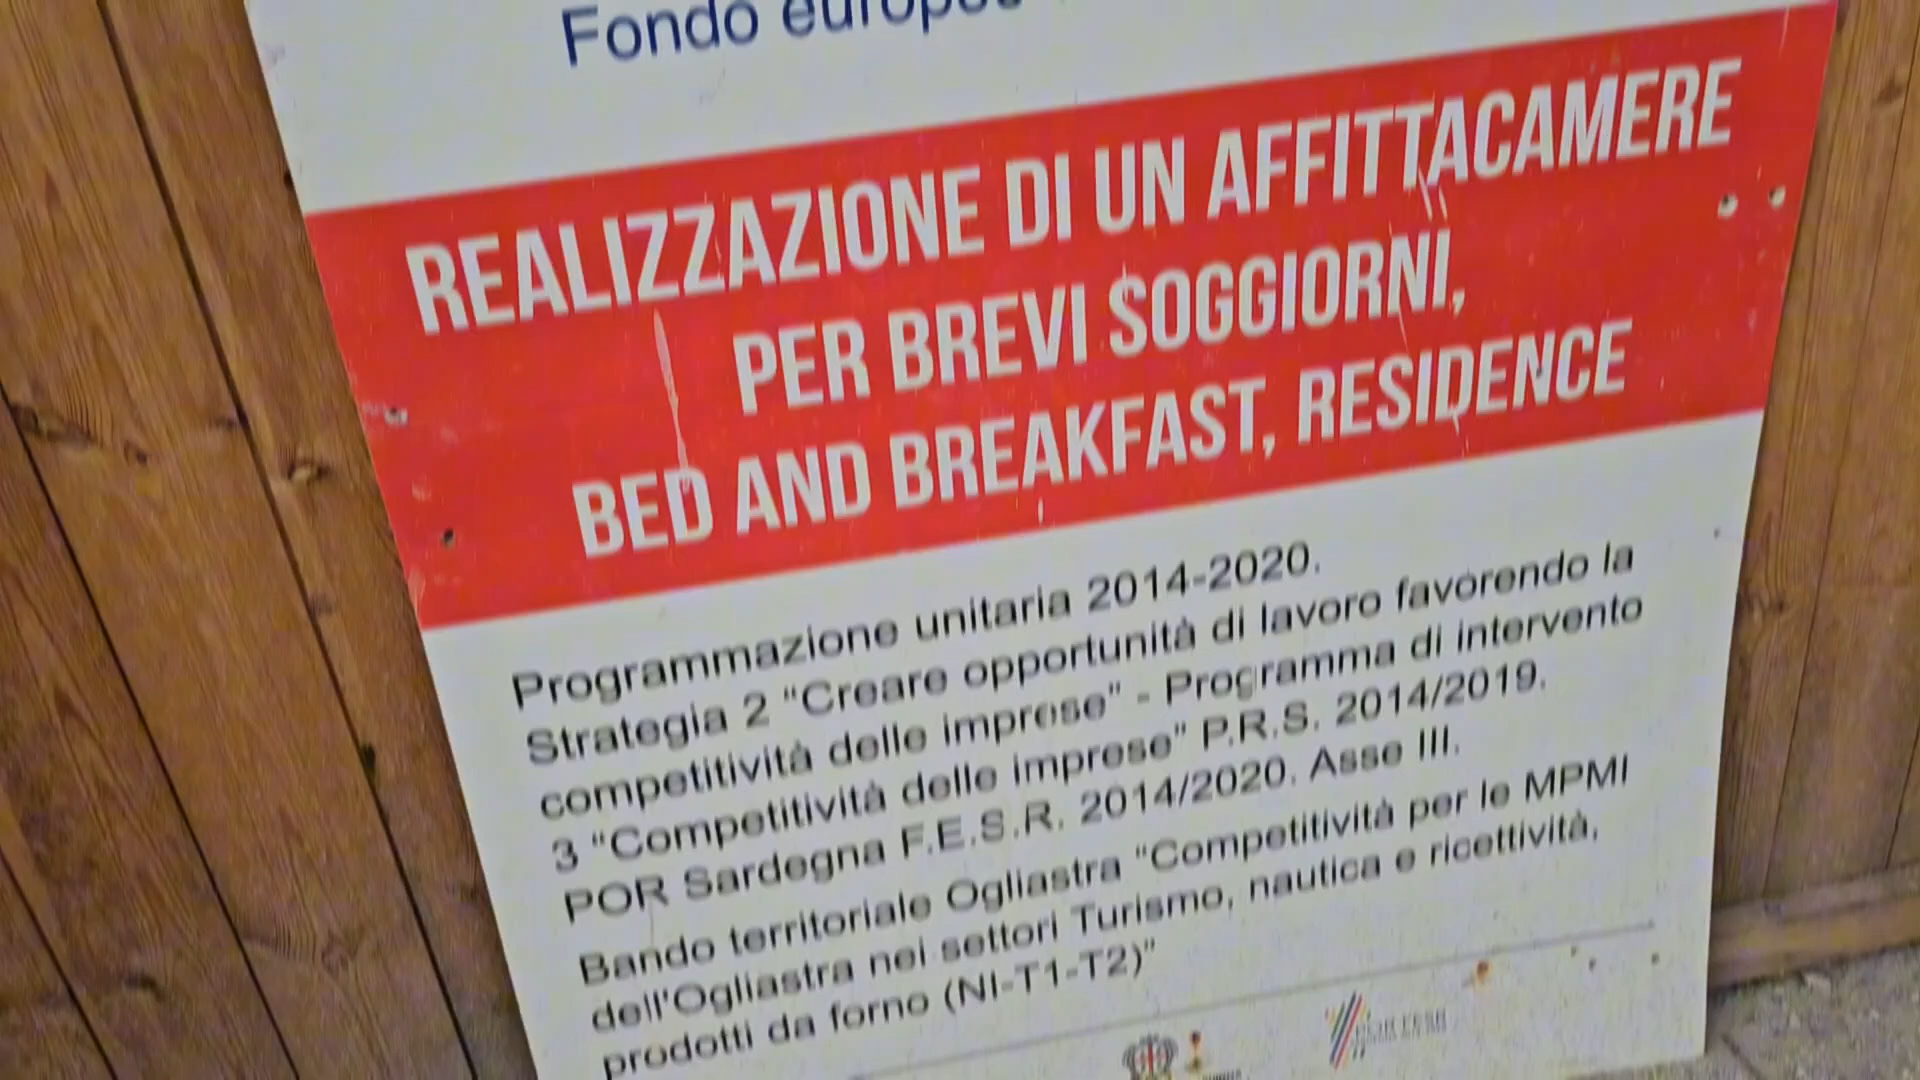 Fondo europeo
REALIZZAZIONE DI UN AFFITTACAMERE
PER BREVI SOGGIORNI,
BED AND BREAKFAST, RESIDENCE
Programmazione unitaria 2014-2020.
Strategia 2 "Creare opportunità di lavoro favorendo la
competitività delle imprese" - Programma di intervento
3 "Competitività delle imprese" P.R.S. 2014/2019.
POR Sardegna F.E.S.R. 2014/2020. Asse III.
Bando territoriale Ogliastra "Competitività per le MPMI
dell'Ogliastra nei settori Turismo, nautica e ricettività,
prodotti da forno (NI-T1-T2)"